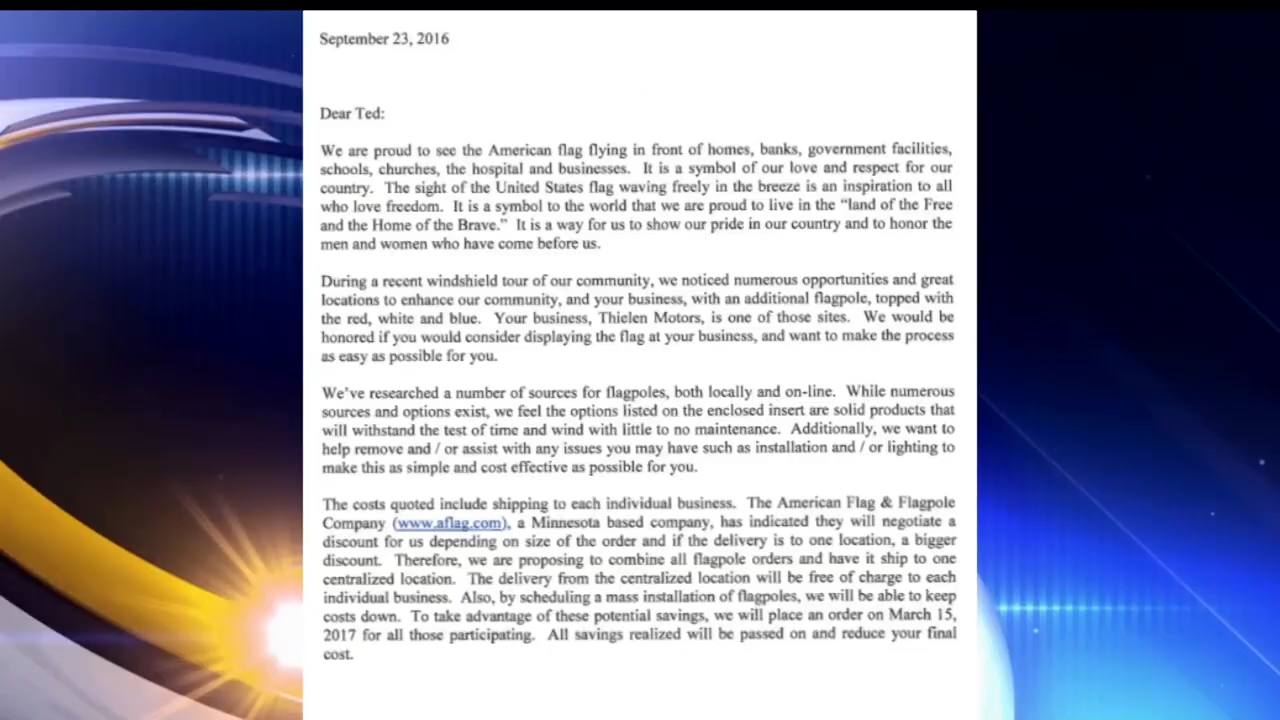 September 23, 2016
Dear Ted:
We are proud to see the American flag flying in front of homes, banks, government facilities,
schools, churches, the hospital and businesses. It is a symbol of our love and respect for our
country. The sight of the United States flag waving freely in the breeze is an inspiration to all
who love freedom. It is a symbol to the world that we are proud to live in the “land of the Free
and the Home of the Brave.” It is a way for us to show our pride in our country and to honor the
men and women who have come before us.
During a recent windshield tour of our community, we noticed numerous opportunities and great
locations to enhance our community, and your business, with an additional flagpole, topped with
the red, white and blue. Your business, Thielen Motors, is one of those sites. We would be
honored if you would consider displaying the flag at your business, and want to make the process
as easy as possible for you.
We’ve researched a number of sources for flagpoles, both locally and on-line. While numerous
sources and options exist, we feel the options listed on the enclosed insert are solid products that
will withstand the test of time and wind with little to no maintenance. Additionally, we want to
help remove and / or assist with any issues you may have such as installation and / or lighting to
make this as simple and cost effective as possible for you.
The costs quoted include shipping to each individual business. The American Flag & Flagpole
Company (www.aflag.com), a Minnesota based company, has indicated they will negotiate a
discount for us depending on size of the order and if the delivery is to one location, a bigger
discount. Therefore, we are proposing to combine all flagpole orders and have it ship to one
centralized location. The delivery from the centralized location will be free of charge to each
individual business. Also, by scheduling a mass installation of flagpoles, we will be able to keep
costs down. To take advantage of these potential savings, we will place an order on March 15,
2017 for all those participating. All savings realized will be passed on and reduce your final
cost.